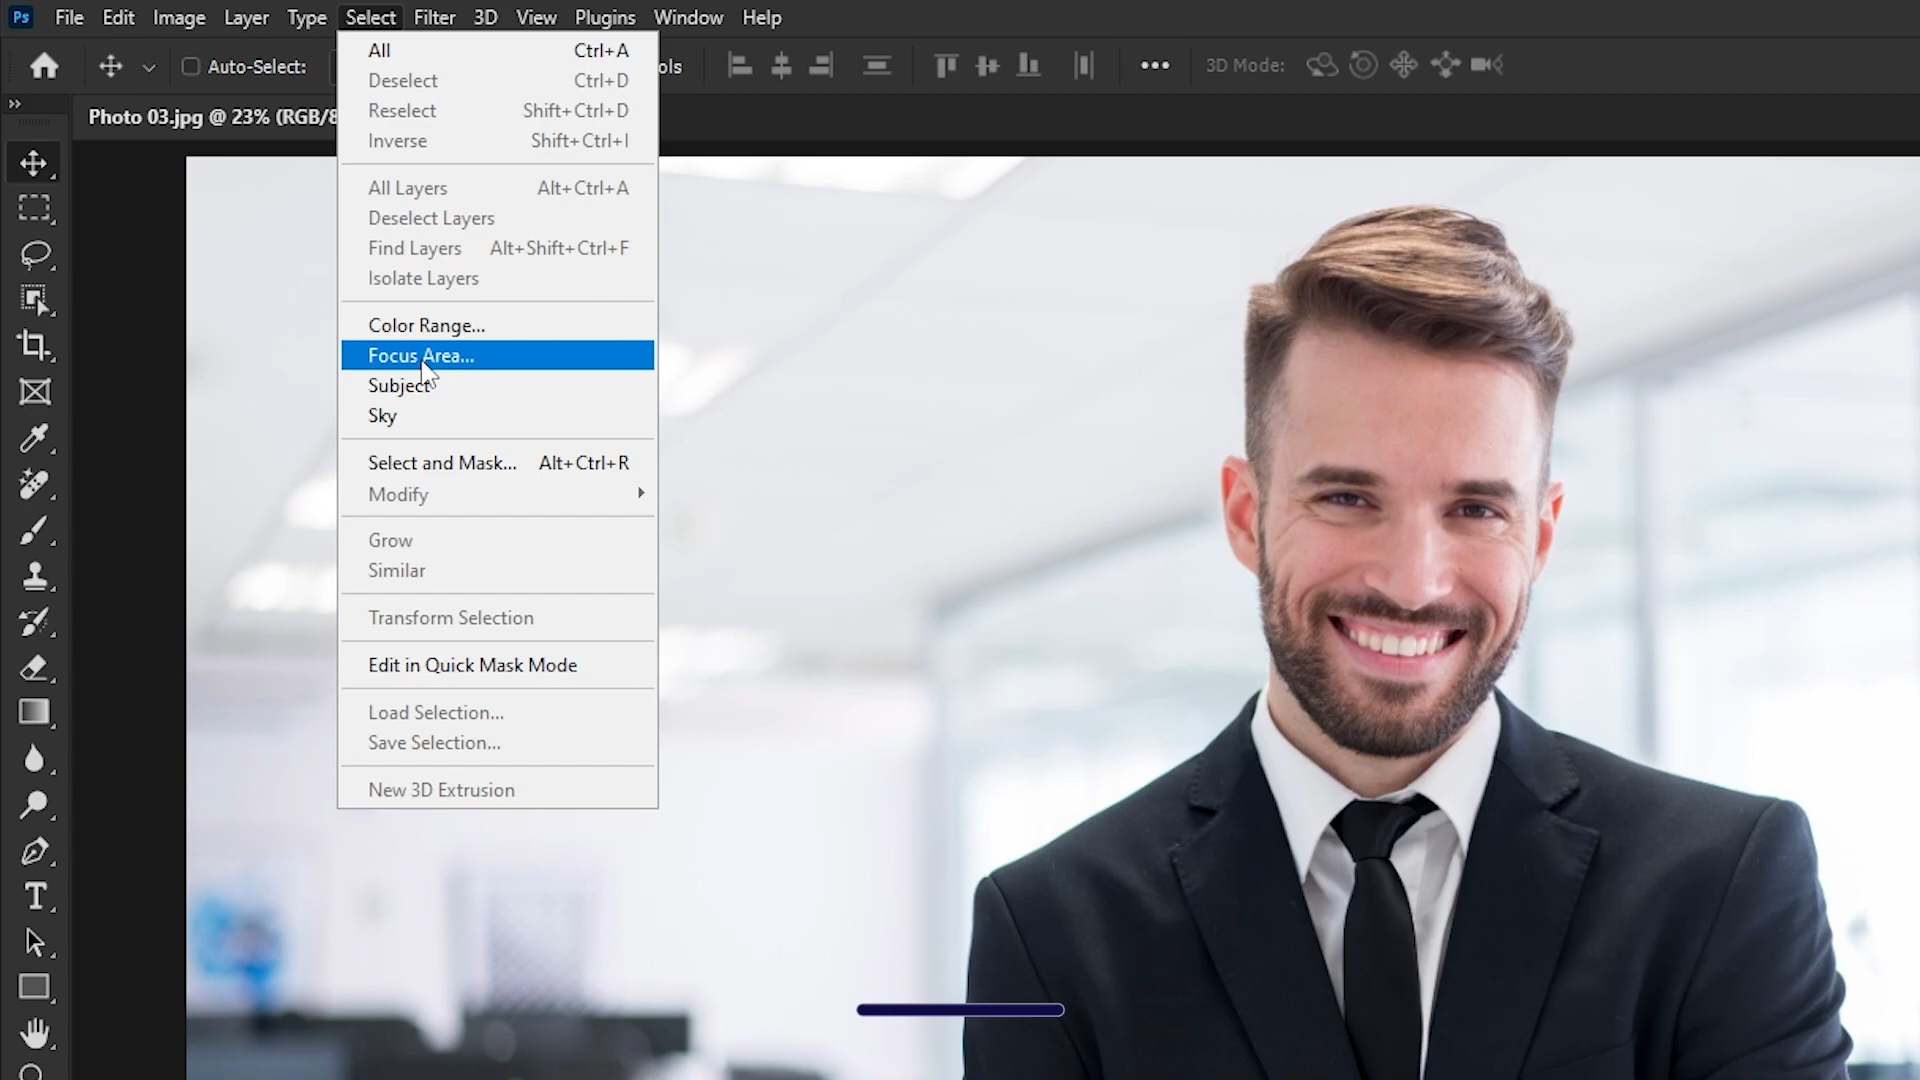 Ps File Edit Image Layer Type Select Filter 3D View Plugins Window Help
Auto-Select: ols 3D Mode:
Photo 03.jpg @ 23% (RGB/8
All Ctrl+A
Deselect Ctrl+D
Reselect Shift+Ctrl+D
Inverse Shift+Ctrl+I
All Layers Alt+Ctrl+A
Deselect Layers
Find Layers Alt+Shift+Ctrl+F
Isolate Layers
Color Range...
Focus Area...
Subject
Sky
Select and Mask... Alt+Ctrl+R
Modify
Grow
Similar
Transform Selection
Edit in Quick Mask Mode
Load Selection...
Save Selection...
New 3D Extrusion